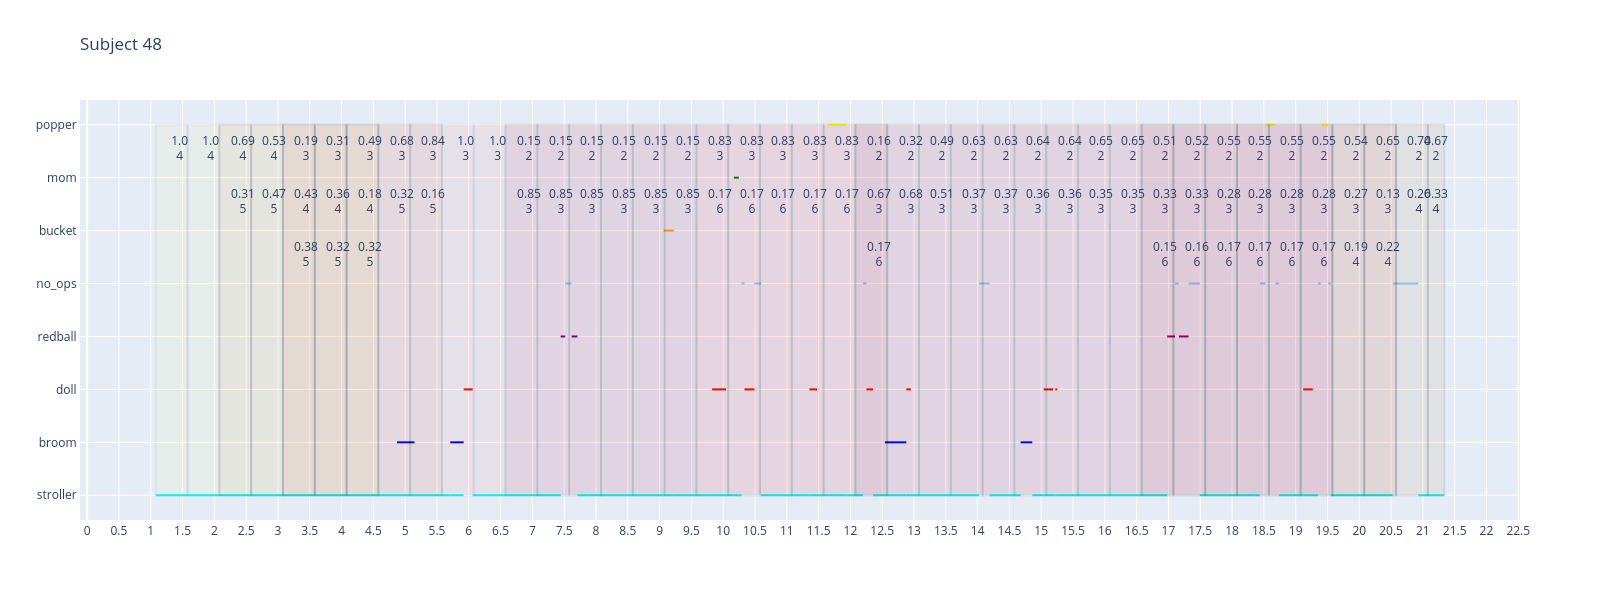 Subject 48
popper
1.0 1.0 0.69 0.53 0.19 0.31 0.49 0.68 0.84 1.0 1.0 0.15 0.15 0.15 0.15 0.15 0.15 0.83 0.83 0.83 0.83 0.83 0.16 0.32 0.49 0.63 0.63 0.64 0.64 0.65 0.65 0.51 0.52 0.55 0.55 0.55 0.55 0.54 0.65 0.67
4 4 4 4 3 3 3 3 3 3 3 2 2 2 2 2 2 3 3 3 3 3 2 2 2 2 2 2 2 2 2 2 2 2 2 2 2 2 2 2 2
mom
0.31 0.47 0.43 0.36 0.18 0.32 0.16 0.85 0.85 0.85 0.85 0.85 0.85 0.17 0.17 0.17 0.17 0.17 0.67 0.68 0.51 0.37 0.37 0.36 0.36 0.35 0.35 0.33 0.33 0.28 0.28 0.28 0.28 0.27 0.13 0.33
5 5 4 4 4 5 5 3 3 3 3 3 3 6 6 6 6 6 3 3 3 3 3 3 3 3 3 3 3 3 3 3 3 3 3 4 4
bucket
0.38 0.32 0.32 0.17 0.15 0.16 0.17 0.17 0.17 0.17 0.19 0.22
5 5 5 6 6 6 6 6 6 6 4 4
no_ops
redball
doll
broom
stroller
0 0.5 1 1.5 2 2.5 3 3.5 4 4.5 5 5.5 6 6.5 7 7.5 8 8.5 9 9.5 10 10.5 11 11.5 12 12.5 13 13.5 14 14.5 15 15.5 16 16.5 17 17.5 18 18.5 19 19.5 20 20.5 21 21.5 22 22.5